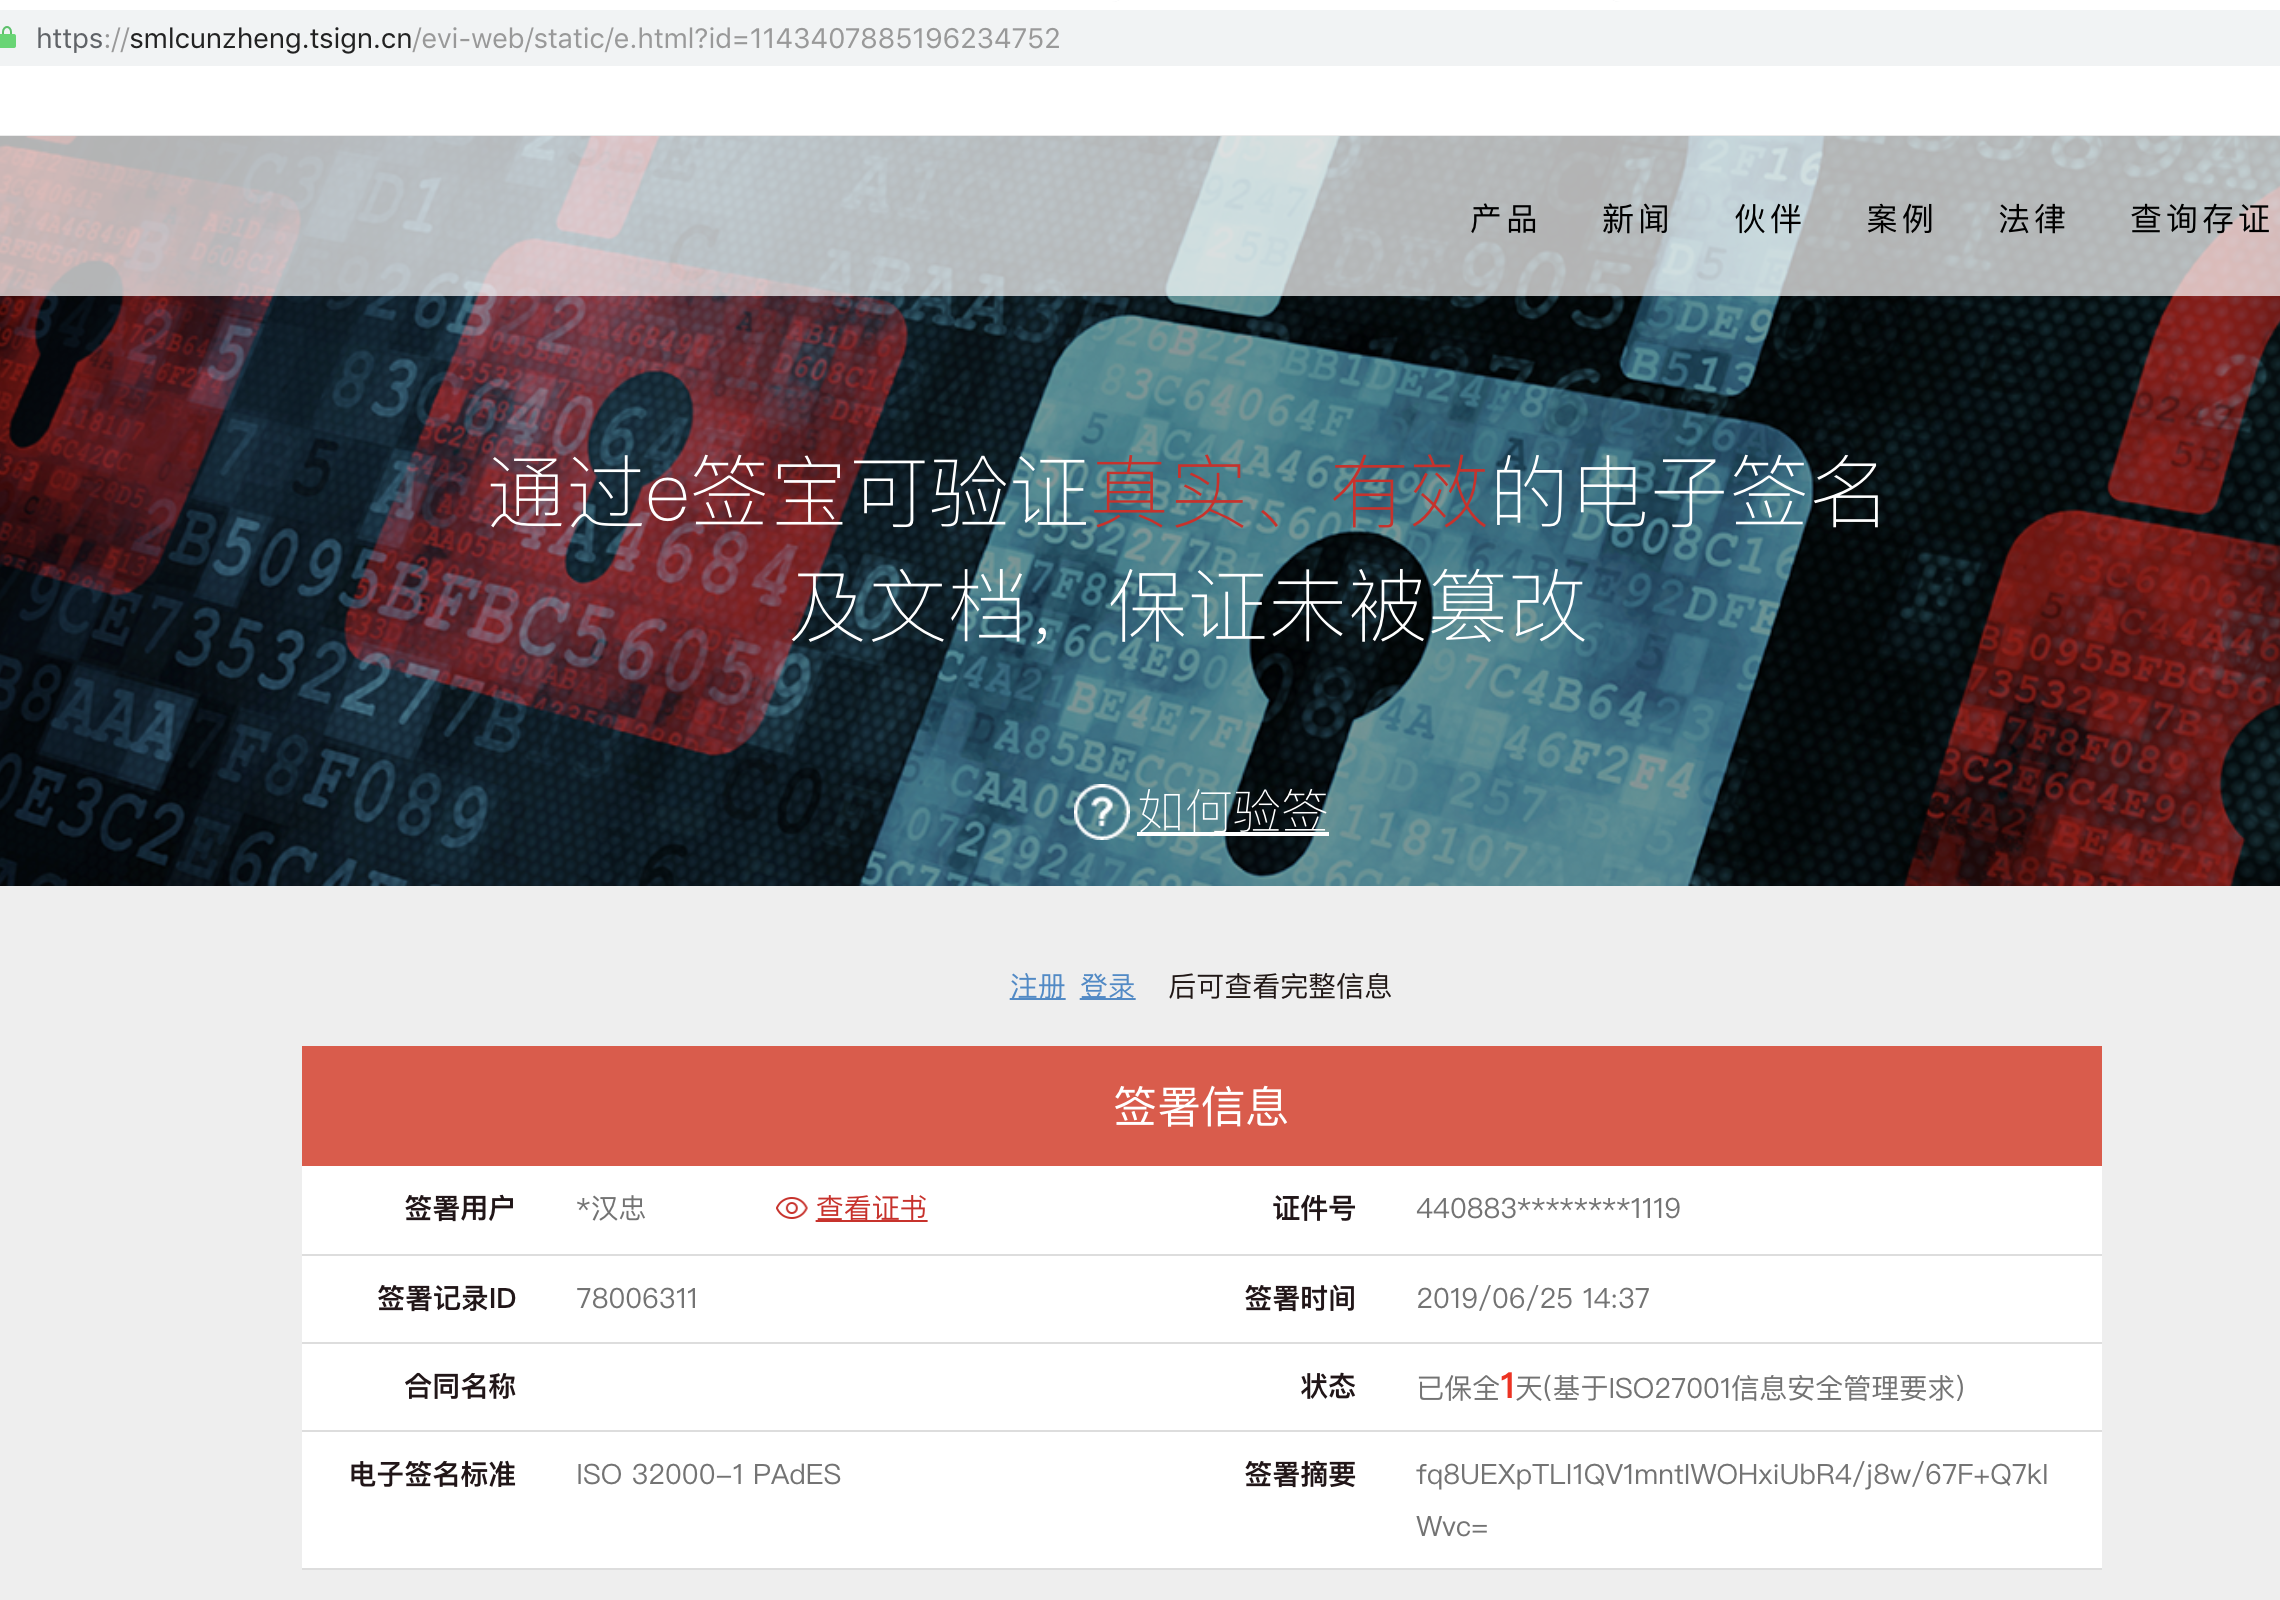 https://smlcunzheng.tsign.cn/evi-web/static/e.html?id=1143407885196234752
产品 新闻 伙伴 案例 法律 查询存证
通过e签宝可验证真实、有效的电子签名
及文档，保证未被篡改
?如何验签
注册 登录 后可查看完整信息
签署信息
签署用户 *汉忠 查看证书 证件号 440883********1119
签署记录ID 78006311 签署时间 2019/06/25 14:37
合同名称 状态 已保全1天(基于ISO27001信息安全管理要求)
电子签名标准 ISO 32000-1 PAdES 签署摘要 fq8UEXpTLI1QV1mntIWOHxiUbR4/j8w/67F+Q7kI
Wvc=